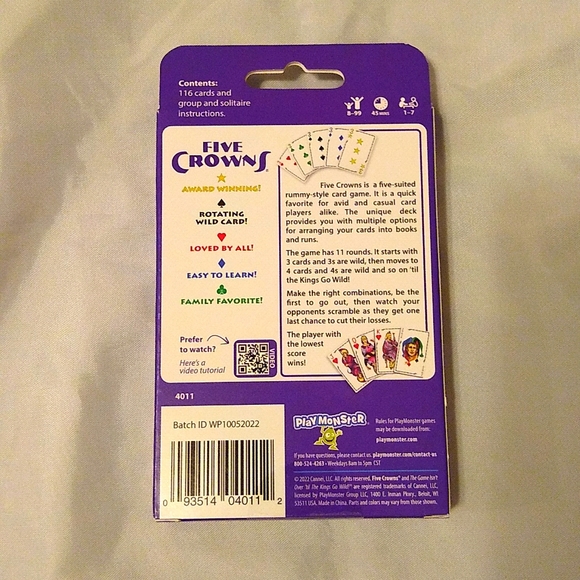 Contents:
116 cards and
group and solitaire
instructions.
8-99
45 MINS
1-7
FIVE
CROWNS
AWARD WINNING!
ROTATING
WILD CARD!
LOVED BY ALL!
EASY TO LEARN!
FAMILY FAVORITE!
Prefer
to watch?
Here's a
video tutorial
VIDEO
Five Crowns is a five-suited
rummy-style card game. It is a quick
favorite for avid and casual card
players alike. The unique deck
provides you with multiple options
for arranging your cards into books
and runs.
The game has 11 rounds. It starts with
3 cards and 3s are wild, then moves to
4 cards and 4s are wild and so on 'til
the Kings Go Wild!
Make the right combinations, be the
first to go out, then watch your
opponents scramble as they get one
last chance to cut their losses.
The player with
the lowest
score
wins!
4011
Batch ID WP10052022
0 93514 04011 2
PLAYMONSTER
Rules for PlayMonster games
may be downloaded from:
playmonster.com
If you have questions, please contact us. playmonster.com/contact-us
800-524-4263 • Weekdays 8am to 5pm CST
© 2022 Cannei, LLC. All rights reserved. Five Crowns® and The Game Isn't
Over 'til The Kings Go Wild!® are registered trademarks of Cannei, LLC,
licensed by PlayMonster Group LLC, 1400 E. Inman Pkwy., Beloit, WI
53511 USA. Made in China. Parts and colors may vary from those shown.